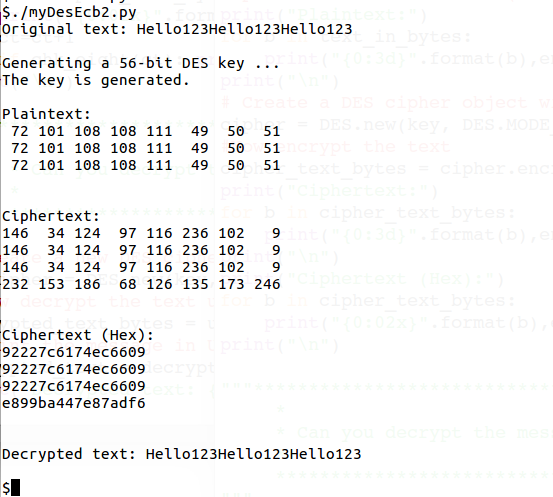 $./myDesEcb2.py
Original text: Hello123Hello123Hello123
Generating a 56-bit DES key ...
The key is generated.
Plaintext:
72 101 108 108 111 49 50 51
72 101 108 108 111 49 50 51
72 101 108 108 111 49 50 51
Ciphertext:
146 34 124 97 116 236 102 9
146 34 124 97 116 236 102 9
146 34 124 97 116 236 102 9
232 153 186 68 126 135 173 246
Ciphertext (Hex):
92227c6174ec6609
92227c6174ec6609
92227c6174ec6609
e899ba447e87adf6
Decrypted text: Hello123Hello123Hello123
$